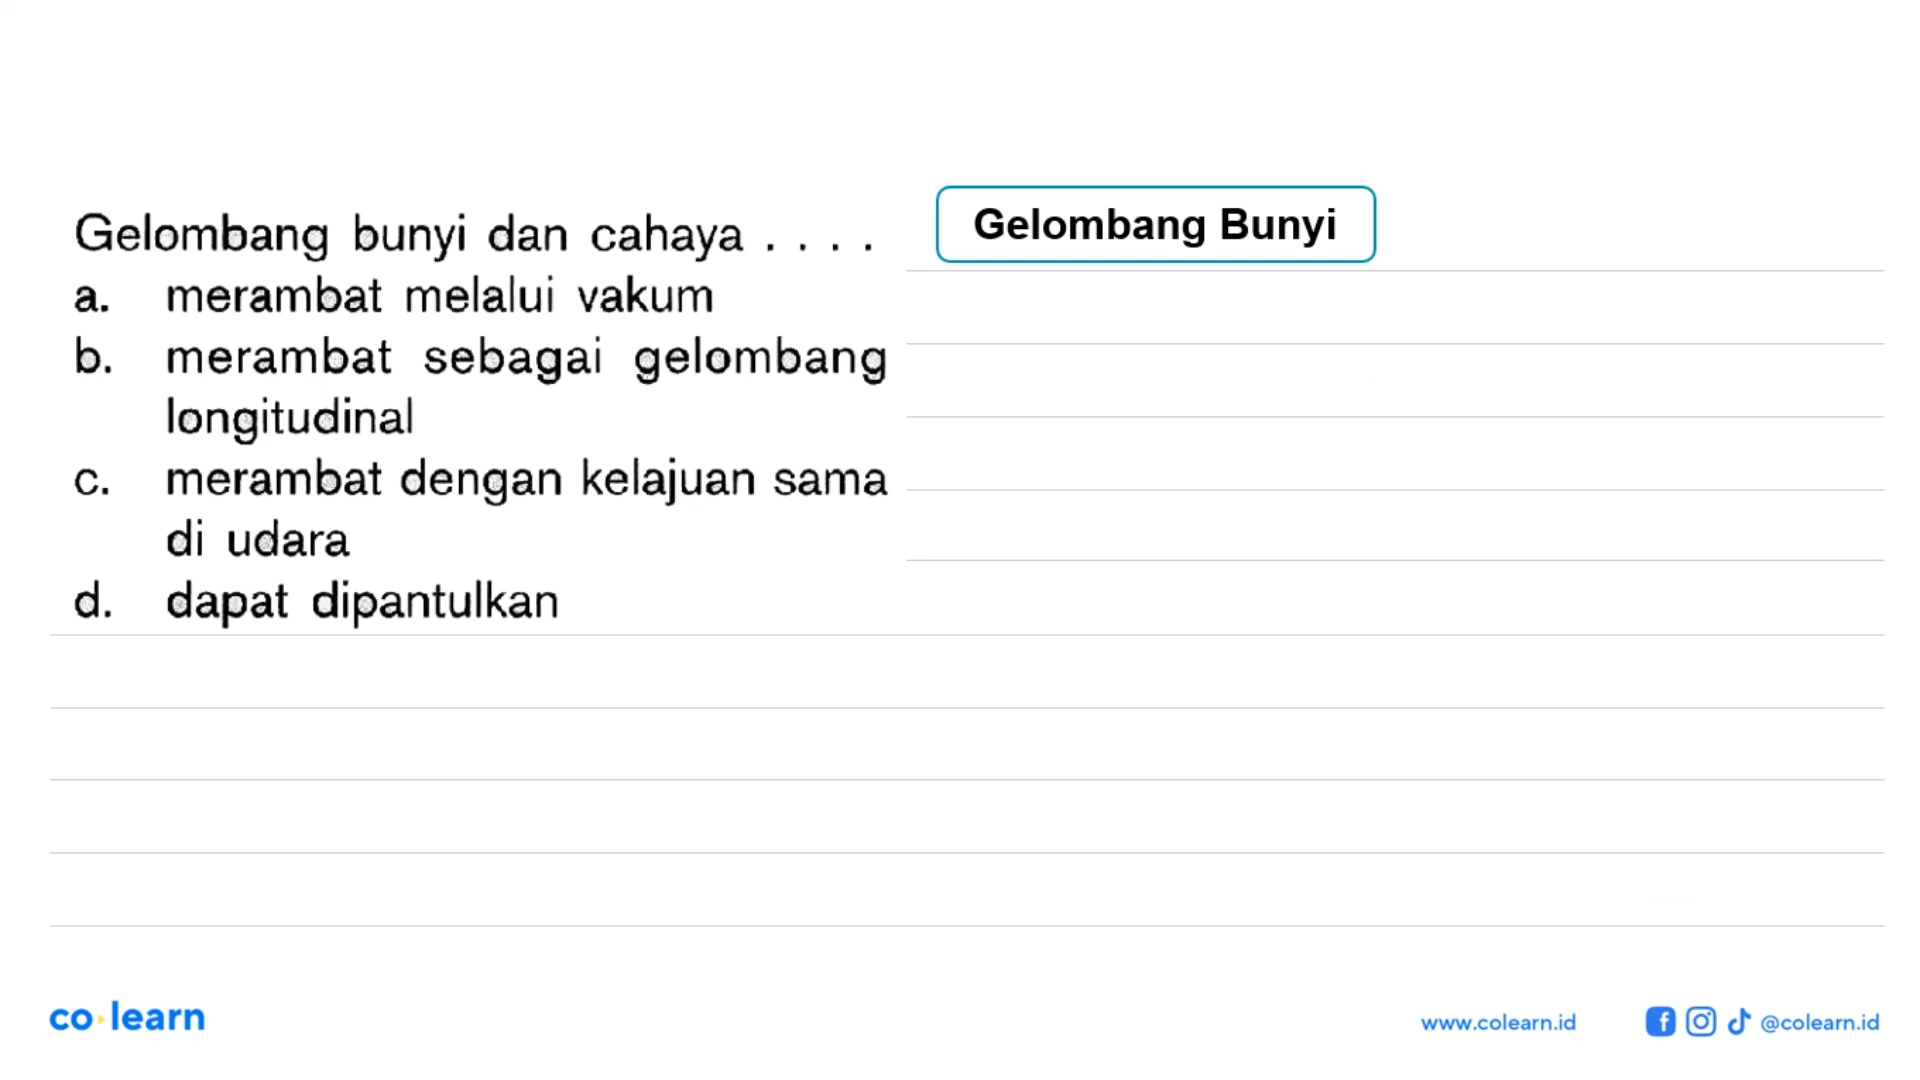 Gelombang bunyi dan cahaya . . . .
a. merambat melalui vakum
b. merambat sebagai gelombang
longitudinal
c. merambat dengan kelajuan sama
di udara
d. dapat dipantulkan
Gelombang Bunyi
co learn
www.colearn.id
@colearn.id